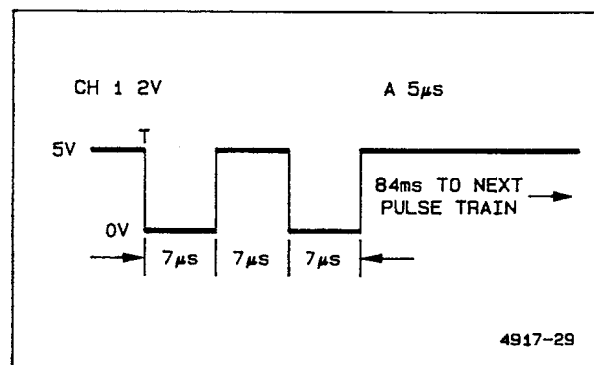 CH 1 2V
A 5µs
T
5V
84ms TO NEXT
PULSE TRAIN
0V
7µs 7µs 7µs
4917-29